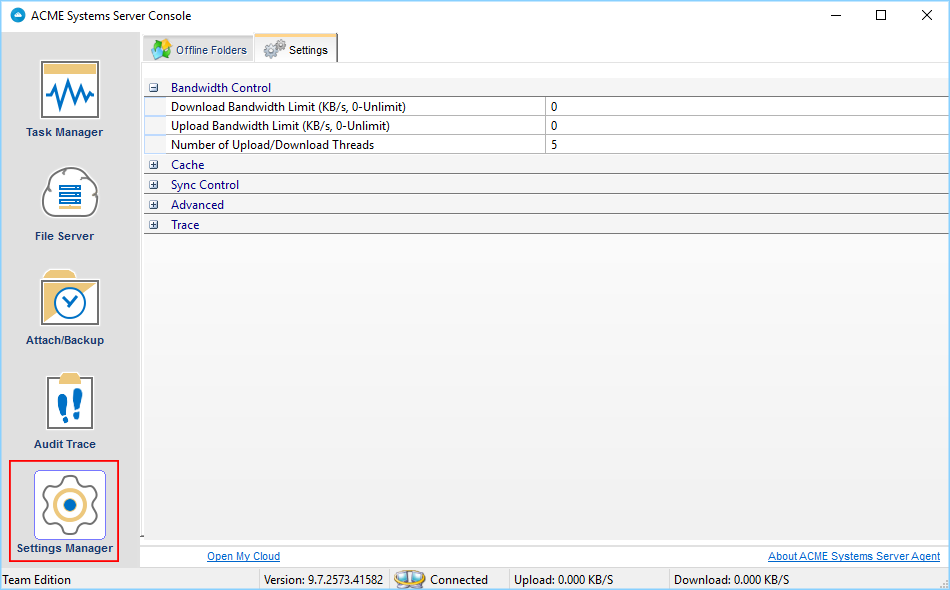 ACME Systems Server Console
Offline Folders
Settings
Task Manager
File Server
Attach/Backup
Audit Trace
Settings Manager
Bandwidth Control
Download Bandwidth Limit (KB/s, 0-Unlimit) 0
Upload Bandwidth Limit (KB/s, 0-Unlimit) 0
Number of Upload/Download Threads 5
Cache
Sync Control
Advanced
Trace
Open My Cloud
About ACME Systems Server Agent
Team Edition
Version: 9.7.2573.41582
Connected
Upload: 0.000 KB/S
Download: 0.000 KB/S